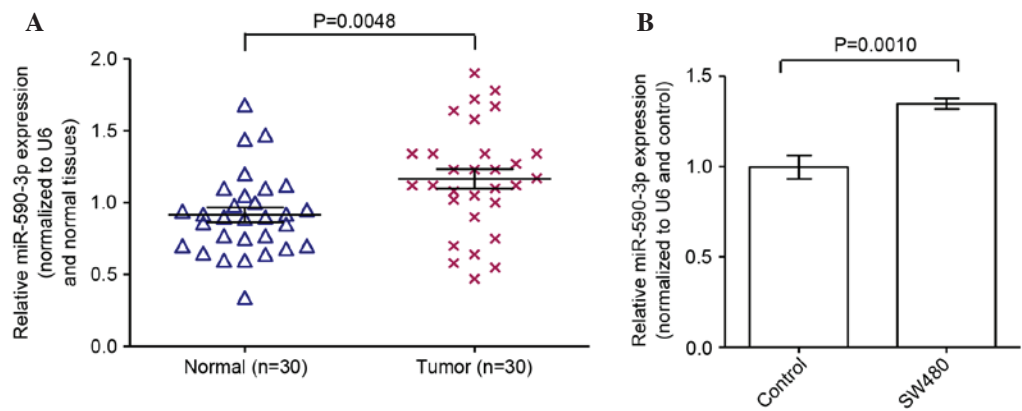 A
P=0.0048
Relative miR-590-3p expression
(normalized to U6
and normal tissues)
2.0
1.5
1.0
0.5
0.0
Normal (n=30)
Tumor (n=30)
B
P=0.0010
Relative miR-590-3p expression
(normalized to U6 and control)
1.5
1.0
0.5
0.0
Control
SW480